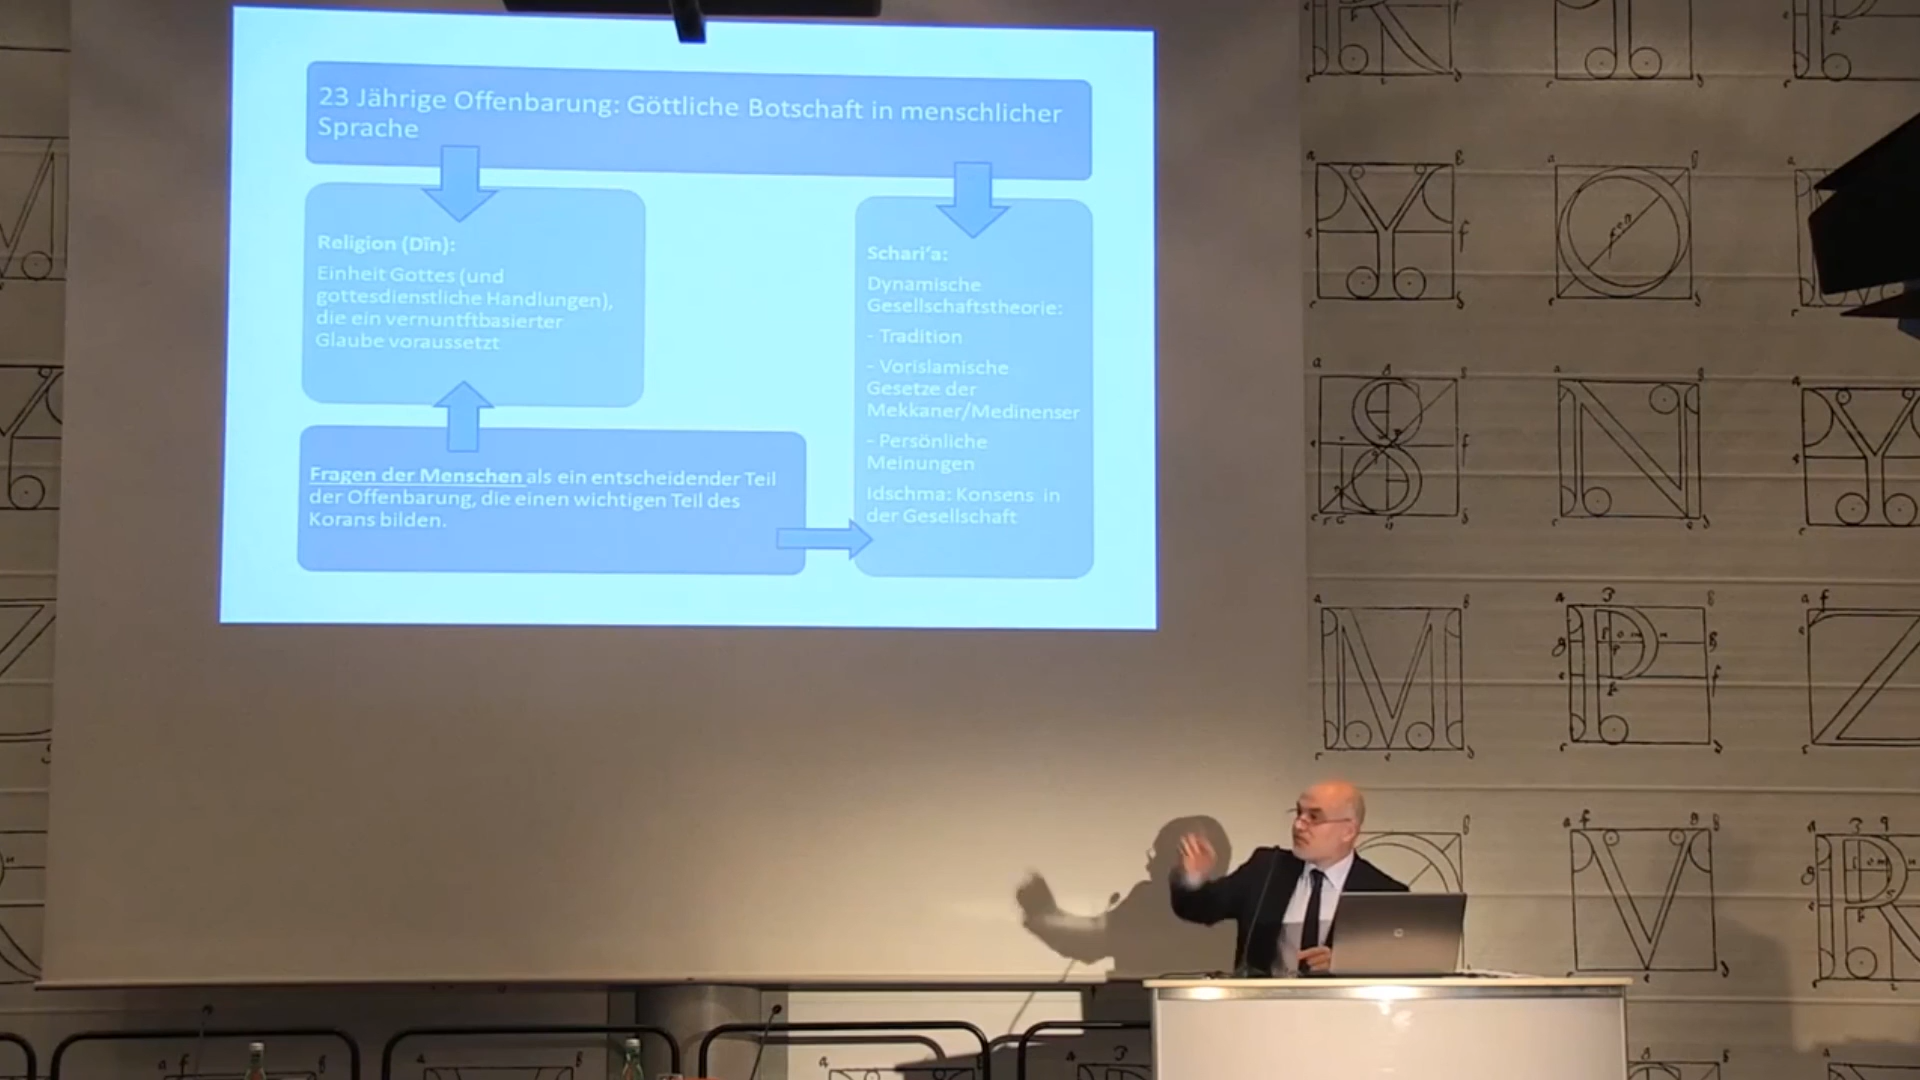 23 Jährige Offenbarung: Göttliche Botschaft in menschlicher
Sprache
Religion (Dīn):
Einheit Gottes (und
gottesdienstliche Handlungen),
die ein vernuntftbasierter
Glaube voraussetzt
Fragen der Menschen als ein entscheidender Teil
der Offenbarung, die einen wichtigen Teil des
Korans bilden.
Schari'a:
Dynamische
Gesellschaftstheorie:
- Tradition
- Vorislamische
Gesetze der
Mekkaner/Medinenser
- Persönliche
Meinungen
Idschma: Konsens in
der Gesellschaft
Y O
S N Y
M P Z
V R